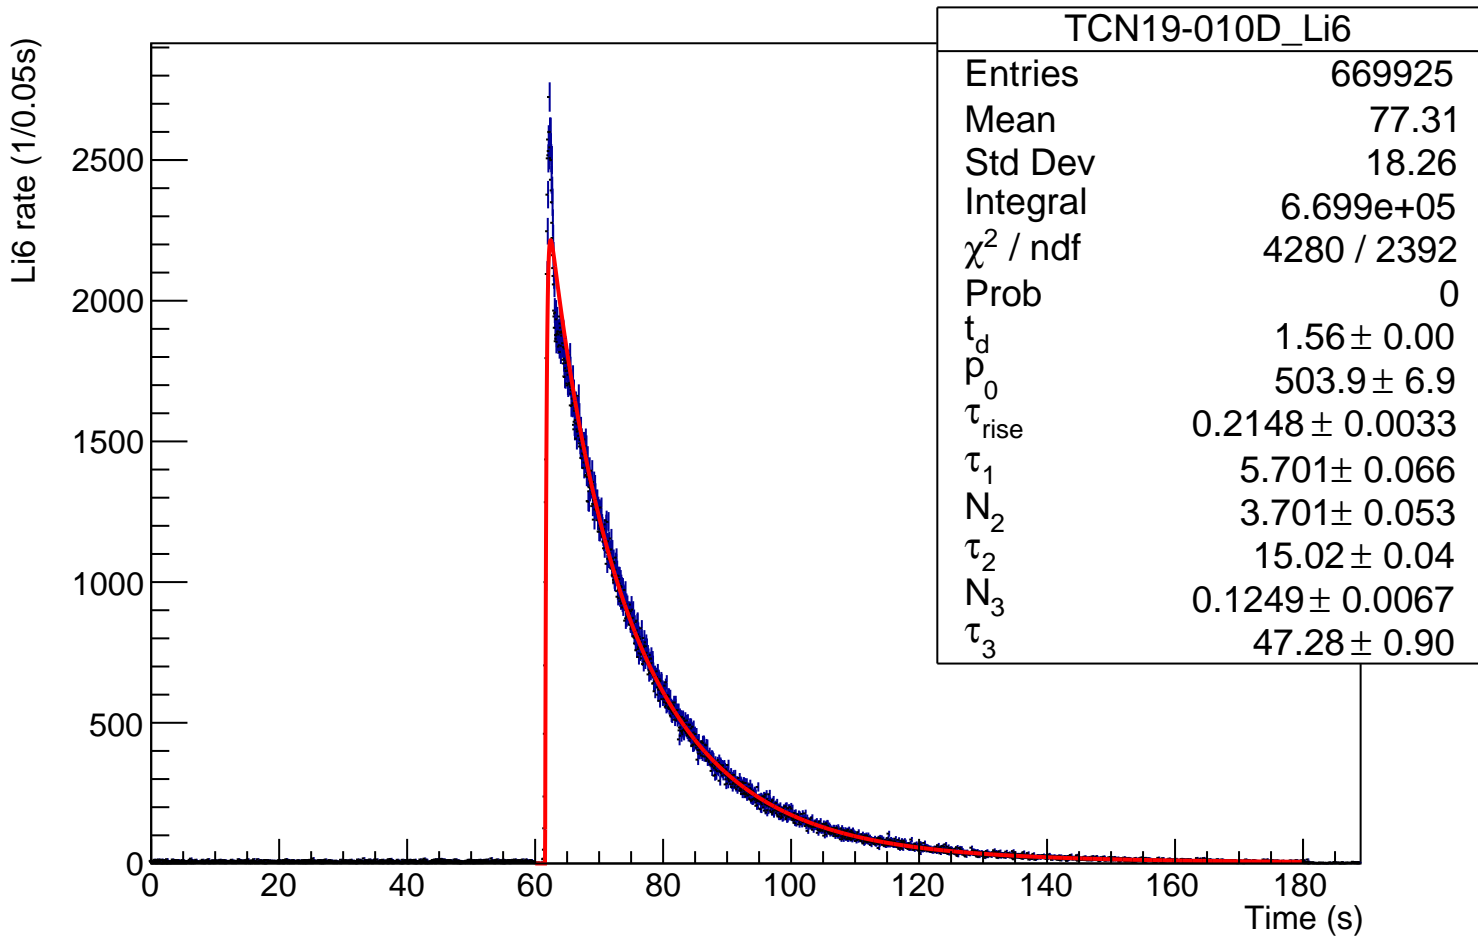 TCN19-010D_Li6
Entries 669925
Mean 77.31
Std Dev 18.26
Integral 6.699e+05
χ² / ndf 4280 / 2392
Prob 0
t_d 1.56 ± 0.00
p_0 503.9 ± 6.9
τ_rise 0.2148 ± 0.0033
τ_1 5.701 ± 0.066
N_2 3.701 ± 0.053
τ_2 15.02 ± 0.04
N_3 0.1249 ± 0.0067
τ_3 47.28 ± 0.90
Li6 rate (1/0.05s)
2500
2000
1500
1000
500
0
0 20 40 60 80 100 120 140 160 180
Time (s)